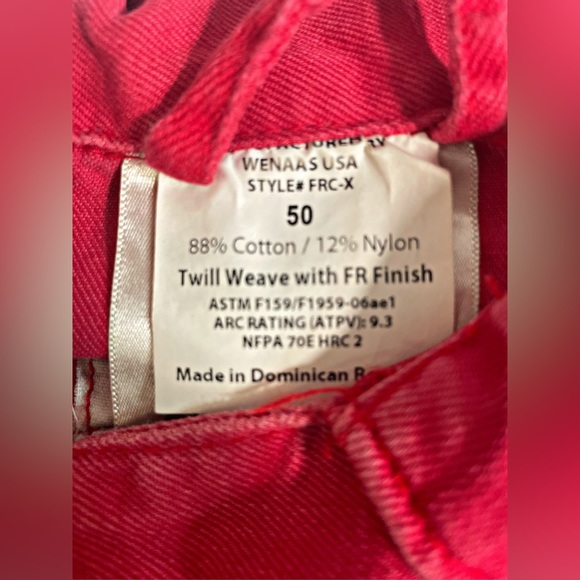 WENAAS USA
STYLE# FRC-X
50
88% Cotton / 12% Nylon
Twill Weave with FR Finish
ASTM F159/F1959-06ae1
ARC RATING (ATPV): 9.3
NFPA 70E HRC 2
Made in Dominican